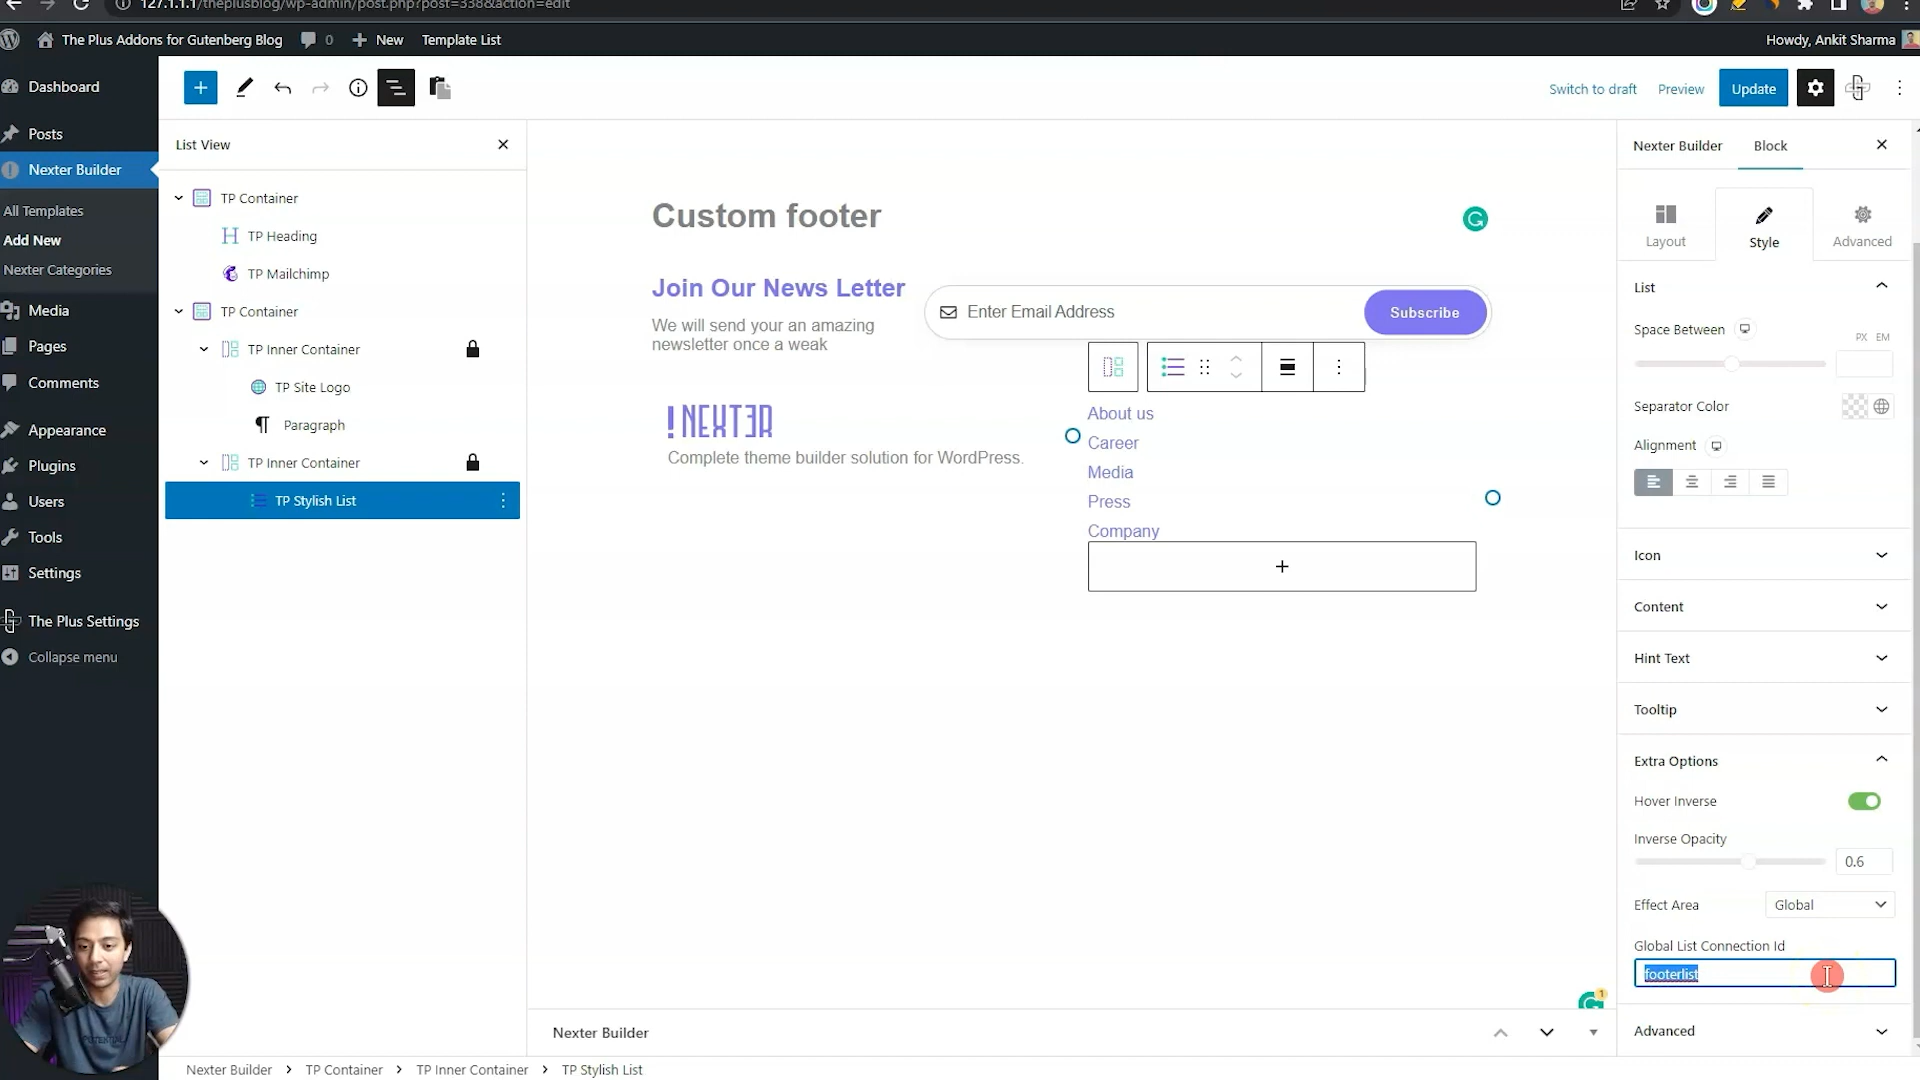 127.1.1.1/theplusblog/wp-admin/post.php?post=338&action=edit
The Plus Addons for Gutenberg Blog
0
New
Template List
Howdy, Ankit Sharma
Dashboard
Posts
Nexter Builder
All Templates
Add New
Nexter Categories
Media
Pages
Comments
Appearance
Plugins
Users
Tools
Settings
The Plus Settings
Collapse menu
Switch to draft
Preview
Update
List View
TP Container
TP Heading
TP Mailchimp
TP Container
TP Inner Container
TP Site Logo
Paragraph
TP Inner Container
TP Stylish List
Custom footer
Join Our News Letter
We will send your an amazing
newsletter once a weak
Enter Email Address
Subscribe
! NEXT3R
Complete theme builder solution for WordPress.
About us
Career
Media
Press
Company
Nexter Builder
Block
Layout
Style
Advanced
List
Space Between
PX EM
Separator Color
Alignment
Icon
Content
Hint Text
Tooltip
Extra Options
Hover Inverse
Inverse Opacity
0.6
Effect Area
Global
Global List Connection Id
footerlist
Advanced
1
Nexter Builder
Nexter Builder > TP Container > TP Inner Container > TP Stylish List